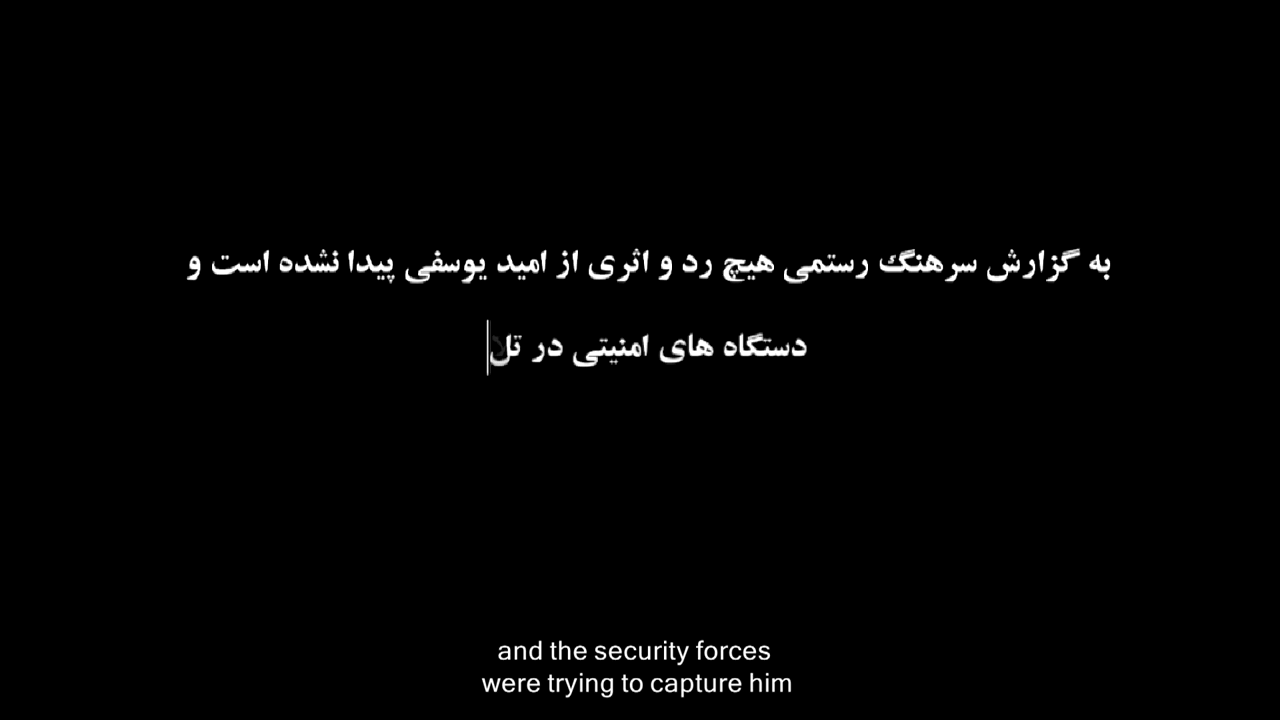 به گزارش سرهنگ رستمی هیچ رد و اثری از امید یوسفی پیدا نشده است و
دستگاه های امنیتی در تلا
and the security forces
were trying to capture him